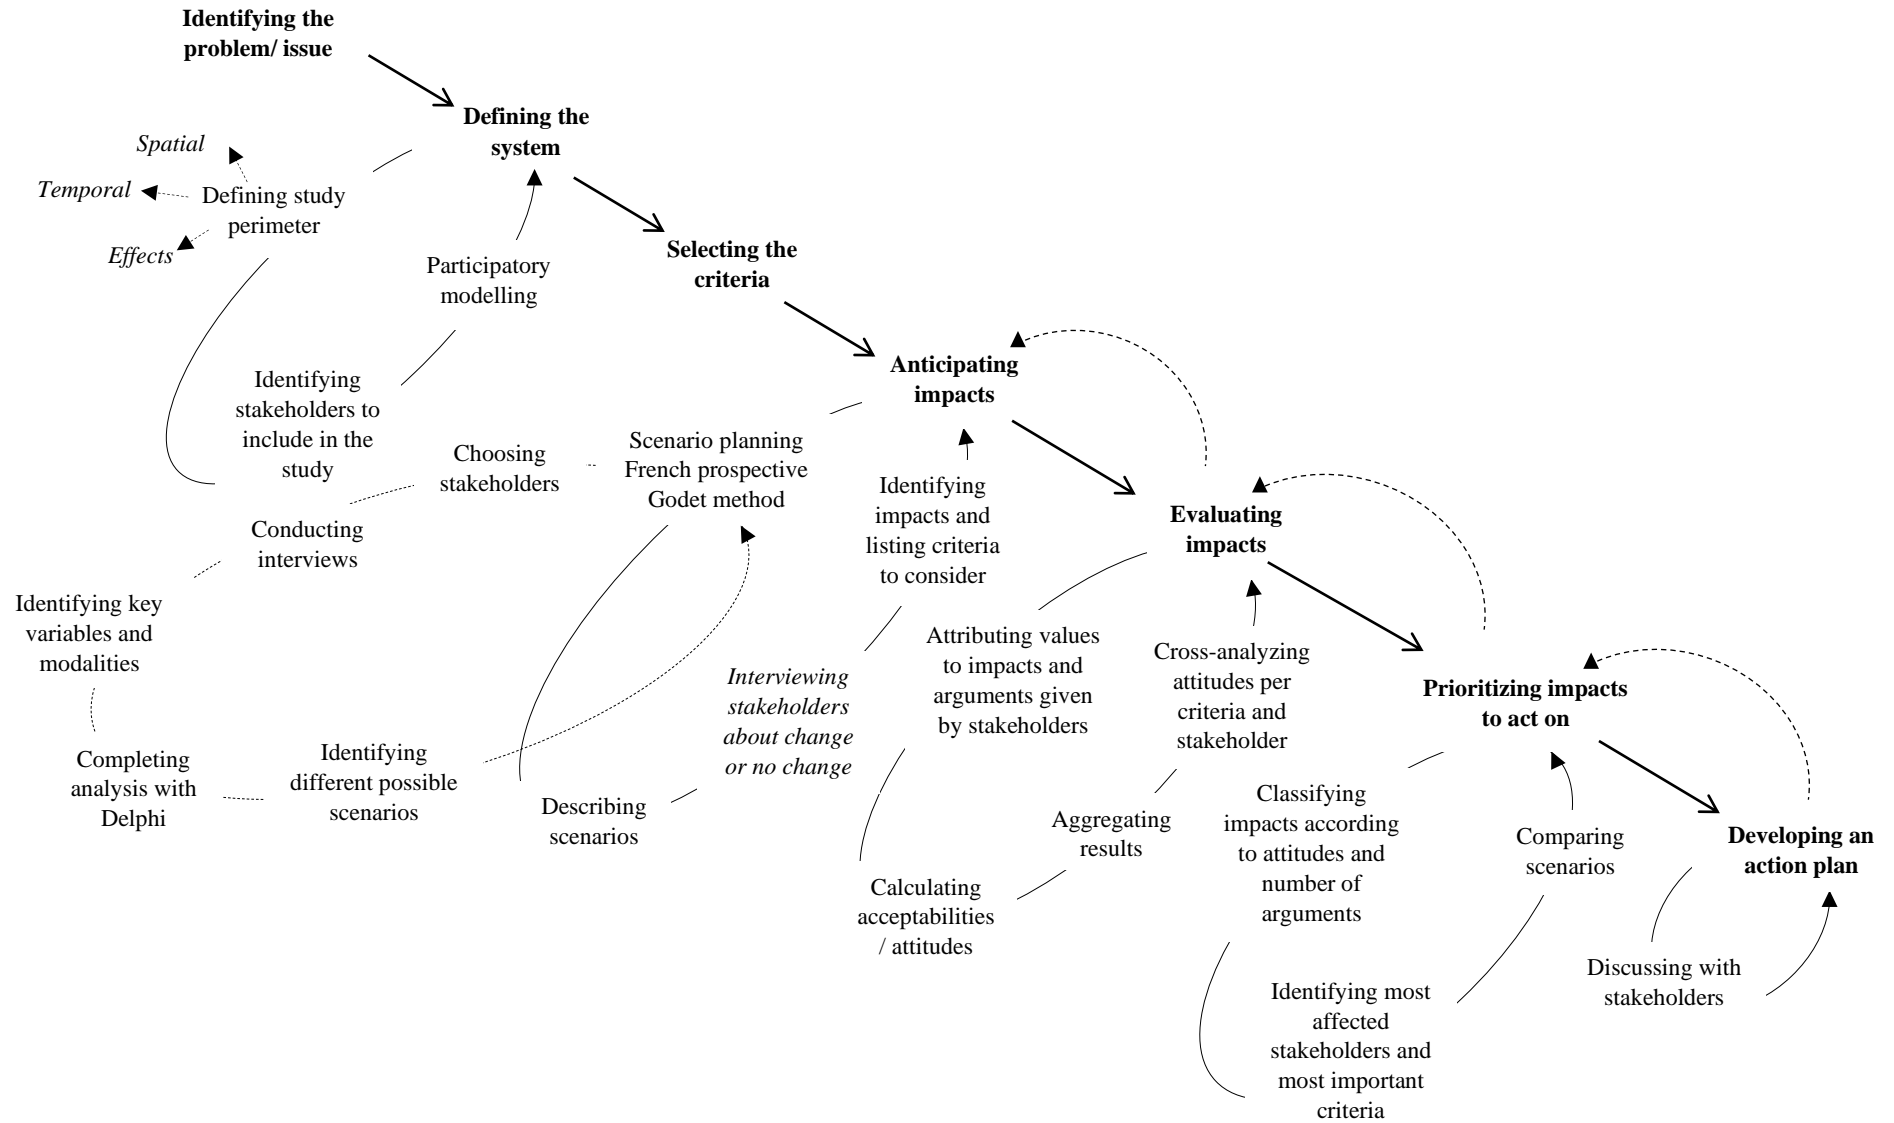 Identifying the
problem/ issue
Defining the
system
Spatial
Temporal
Effects
Defining study
perimeter
Participatory
modelling
Identifying
stakeholders to
include in the
study
Selecting the
criteria
Anticipating
impacts
Scenario planning
French prospective
Godet method
Choosing
stakeholders
Conducting
interviews
Identifying key
variables and
modalities
Completing
analysis with
Delphi
Identifying
different possible
scenarios
Describing
scenarios
Interviewing
stakeholders
about change
or no change
Identifying
impacts and
listing criteria
to consider
Evaluating
impacts
Attributing values
to impacts and
arguments given
by stakeholders
Calculating
acceptabilities
/ attitudes
Aggregating
results
Cross-analyzing
attitudes per
criteria and
stakeholder
Prioritizing impacts
to act on
Classifying
impacts according
to attitudes and
number of
arguments
Identifying most
affected
stakeholders and
most important
criteria
Comparing
scenarios
Developing an
action plan
Discussing with
stakeholders